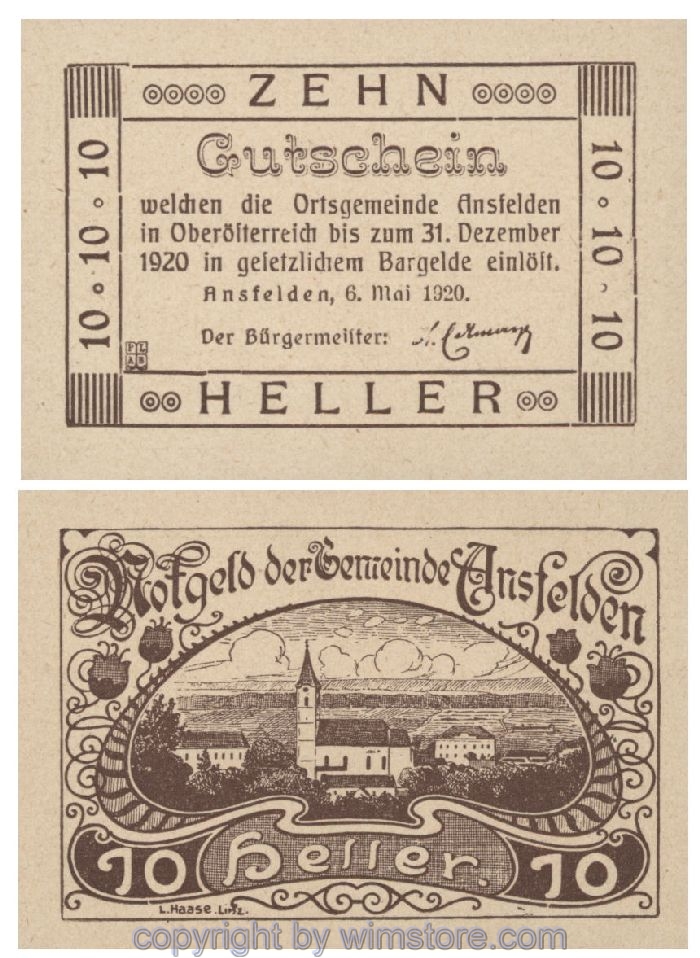 ZEHN
Gutschein
welchen die Ortsgemeinde Ansfelden
in Oberösterreich bis zum 31. Dezember
1920 in gesetzlichem Bargelde einlöst.
Ansfelden, 6. Mai 1920.
Der Bürgermeister:
10 10 10
10 10 10
HELLER
Notgeld der Gemeinde Ansfelden
10 Heller. 10
L. Haase. Linz.
copyright by wimstore.com